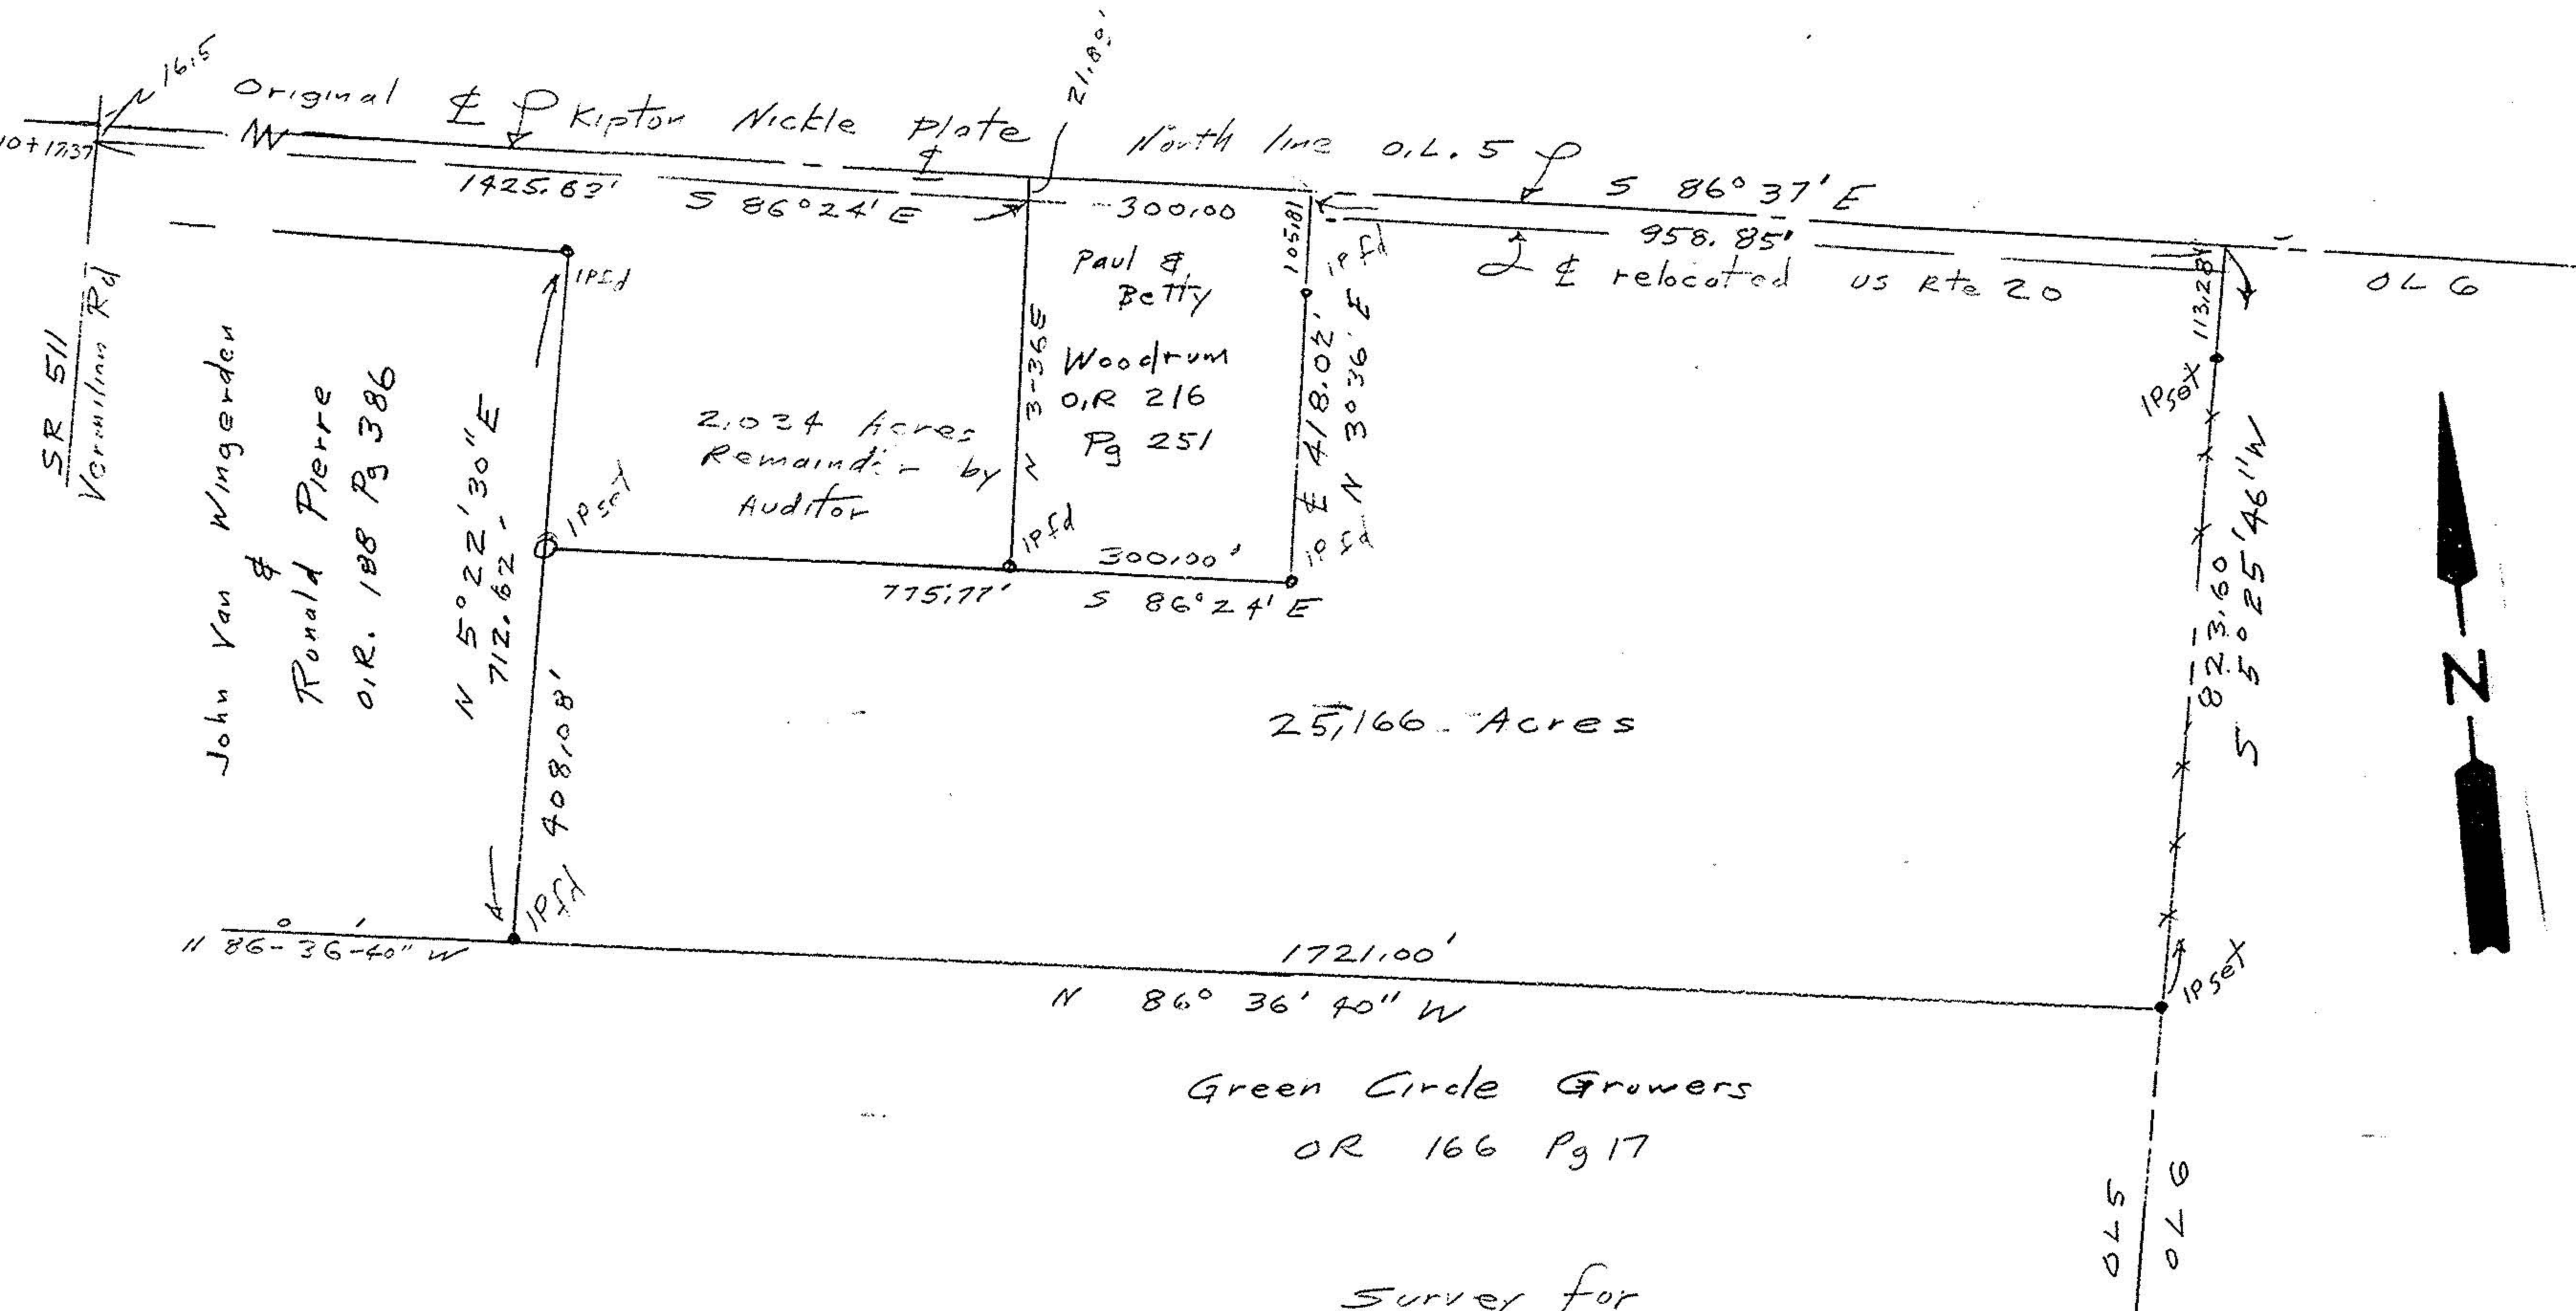 16.5
Original ⅊ Kipton Nickle Plate
21.80'
North line O.L. 5
10+17.37
1425.63'
S 86° 24' E
300.00
S 86° 37' E
958.85'
℄ relocated US Rte 20
OL 6
105.81
113.28
IPfd
IPfd
Paul &
Betty
Woodrum
O.R 216
Pg 251
N 3-36E
℄ 418.02'
N 3° 36' E
SR 511
Vermilion Rd
John Van Wingerden
&
Ronald Pierre
O.R. 188 Pg 386
N 5° 22' 30" E
712.62'
2.034 Acres
Remainder by
Auditor
IPset
IPset
IPfd
300.00'
IPfd
775.77'
S 86° 24' E
408.08'
823.60
S 5° 25' 46" W
N
25.166 Acres
IPfd
N 86-36-40" W
1721.00'
N 86° 36' 40" W
IPset
Green Circle Growers
OR 166 Pg 17
OL 5
OL 6
Survey for